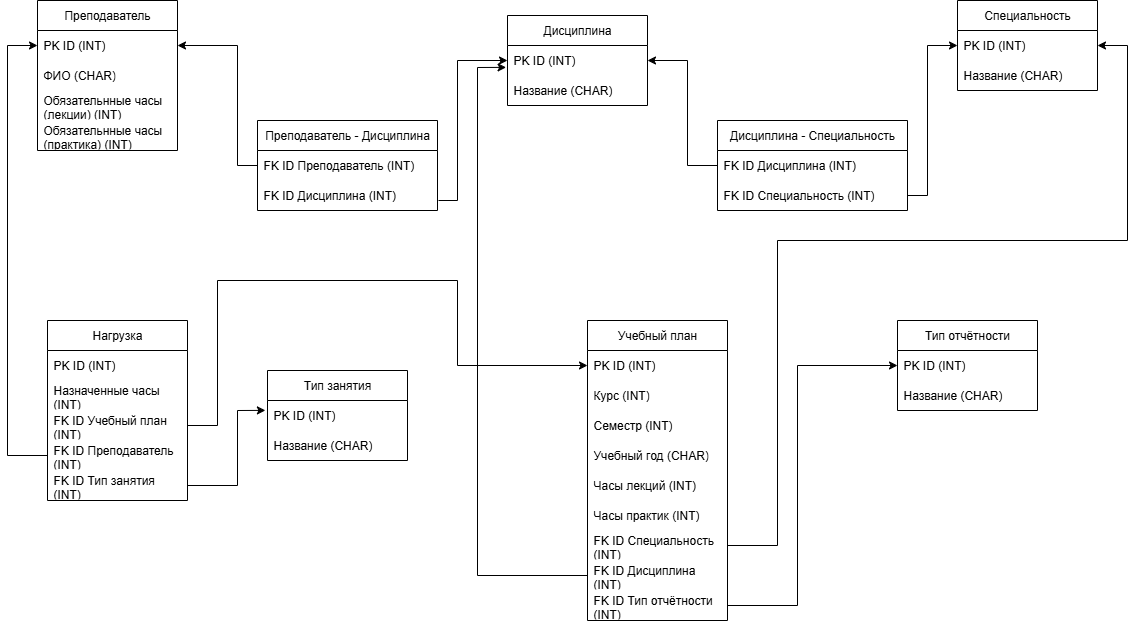 Преподаватель
PK ID (INT)
ФИО (CHAR)
Обязательнные часы
(лекции) (INT)
Обязательнные часы
(практика) (INT)
Преподаватель - Дисциплина
FK ID Преподаватель (INT)
FK ID Дисциплина (INT)
Дисциплина
PK ID (INT)
Название (CHAR)
Дисциплина - Специальность
FK ID Дисциплина (INT)
FK ID Специальность (INT)
Специальность
PK ID (INT)
Название (CHAR)
Нагрузка
PK ID (INT)
Назначенные часы
(INT)
FK ID Учебный план
(INT)
FK ID Преподаватель
(INT)
FK ID Тип занятия
(INT)
Тип занятия
PK ID (INT)
Название (CHAR)
Учебный план
PK ID (INT)
Курс (INT)
Семестр (INT)
Учебный год (CHAR)
Часы лекций (INT)
Часы практик (INT)
FK ID Специальность
(INT)
FK ID Дисциплина
(INT)
FK ID Тип отчётности
(INT)
Тип отчётности
PK ID (INT)
Название (CHAR)